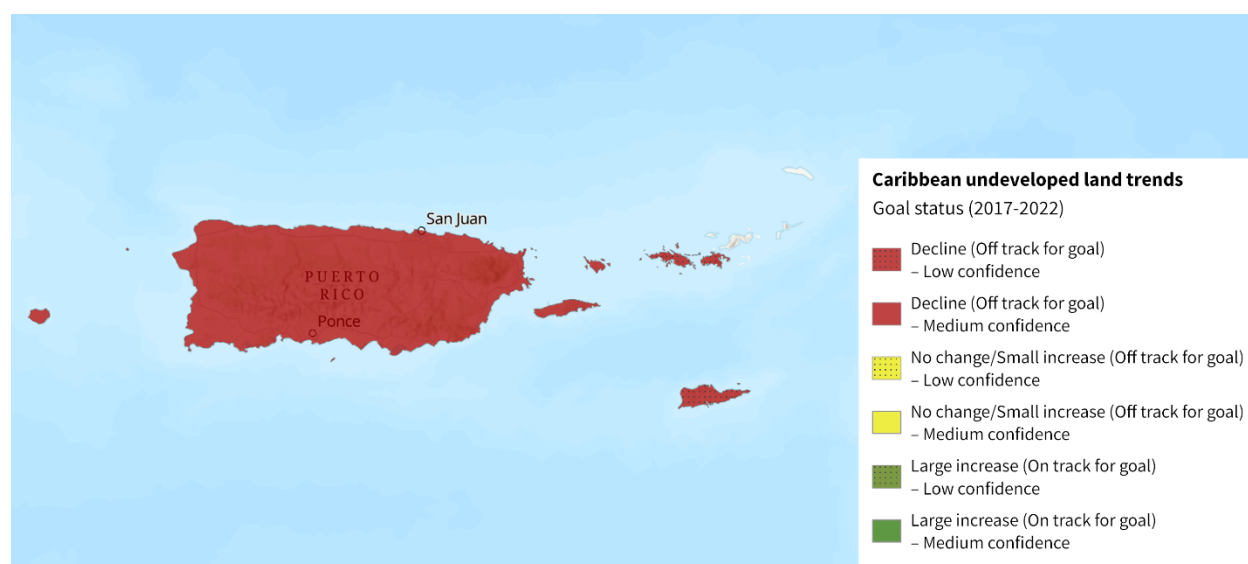 San Juan
PUERTO
RICO
Ponce
Caribbean undeveloped land trends
Goal status (2017-2022)
Decline (Off track for goal)
– Low confidence
Decline (Off track for goal)
– Medium confidence
No change/Small increase (Off track for goal)
– Low confidence
No change/Small increase (Off track for goal)
– Medium confidence
Large increase (On track for goal)
– Low confidence
Large increase (On track for goal)
– Medium confidence